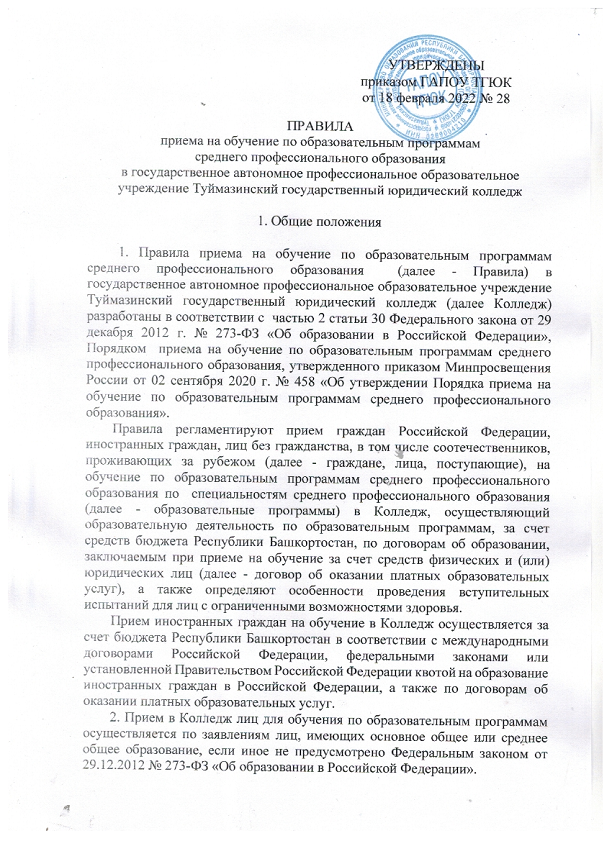 УТВЕРЖДЕНЫ
приказом ГАПОУ ТГЮК
от 18 февраля 2022 № 28
ГАПОУ
ТГЮК
ПРАВИЛА
приема на обучение по образовательным программам
среднего профессионального образования
в государственное автономное профессиональное образовательное
учреждение Туймазинский государственный юридический колледж
1. Общие положения
1. Правила приема на обучение по образовательным программам
среднего профессионального образования (далее - Правила) в
государственное автономное профессиональное образовательное учреждение
Туймазинский государственный юридический колледж (далее Колледж)
разработаны в соответствии с частью 2 статьи 30 Федерального закона от 29
декабря 2012 г. № 273-ФЗ «Об образовании в Российской Федерации»,
Порядком приема на обучение по образовательным программам среднего
профессионального образования, утвержденного приказом Минпросвещения
России от 02 сентября 2020 г. № 458 «Об утверждении Порядка приема на
обучение по образовательным программам среднего профессионального
образования».
Правила регламентируют прием граждан Российской Федерации,
иностранных граждан, лиц без гражданства, в том числе соотечественников,
проживающих за рубежом (далее - граждане, лица, поступающие), на
обучение по образовательным программам среднего профессионального
образования по специальностям среднего профессионального образования
(далее - образовательные программы) в Колледж, осуществляющий
образовательную деятельность по образовательным программам, за счет
средств бюджета Республики Башкортостан, по договорам об образовании,
заключаемым при приеме на обучение за счет средств физических и (или)
юридических лиц (далее - договор об оказании платных образовательных
услуг), а также определяют особенности проведения вступительных
испытаний для лиц с ограниченными возможностями здоровья.
Прием иностранных граждан на обучение в Колледж осуществляется за
счет бюджета Республики Башкортостан в соответствии с международными
договорами Российской Федерации, федеральными законами или
установленной Правительством Российской Федерации квотой на образование
иностранных граждан в Российской Федерации, а также по договорам об
оказании платных образовательных услуг.
2. Прием в Колледж лиц для обучения по образовательным программам
осуществляется по заявлениям лиц, имеющих основное общее или среднее
общее образование, если иное не предусмотрено Федеральным законом от
29.12.2012 № 273-ФЗ «Об образовании в Российской Федерации».